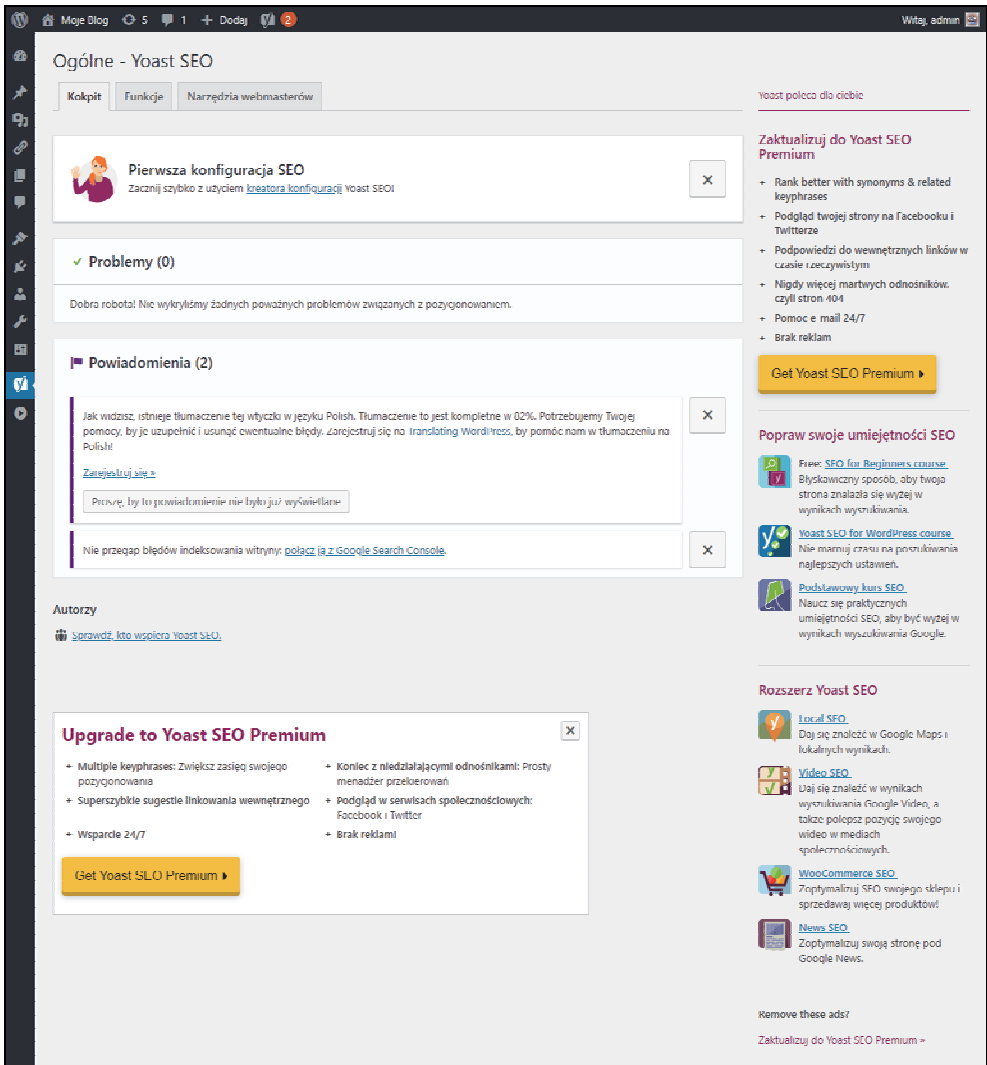 Moje Blog 5 1 + Dodaj 2 Witaj, admin
Ogólne - Yoast SEO
Kokpit Funkcje Narzędzia webmasterów
Pierwsza konfiguracja SEO
Zacznij szybko z użyciem kreatora konfiguracji Yoast SEO!
Problemy (0)
Dobra robota! Nie wykryliśmy żadnych poważnych problemów związanych z pozycjonowaniem.
Powiadomienia (2)
Jak widzisz, istnieje tłumaczenie tej wtyczki w języku Polish. Tłumaczenie to jest kompletne w 82%. Potrzebujemy Twojej
pomocy, by je uzupełnić i usunąć ewentualne błędy. Zarejestruj się na Translating WordPress, by pomóc nam w tłumaczeniu na
Polish!
Zarejestruj się »
Proszę, by to powiadomienie nie było już wyświetlane
Nie przegap błędów indeksowania witryny: połącz ją z Google Search Console.
Autorzy
Sprawdź, kto wspiera Yoast SEO.
Upgrade to Yoast SEO Premium
+ Multiple keyphrases: Zwiększ zasięg swojego
pozycjonowania
+ Superszybkie sugestie linkowania wewnętrznego
+ Wsparcie 24/7
+ Koniec z niedziałającymi odnośnikami: Prosty
menadżer przekierowań
+ Podgląd w serwisach społecznościowych:
Facebook i Twitter
+ Brak reklam!
Get Yoast SEO Premium
Yoast poleca dla ciebie
Zaktualizuj do Yoast SEO
Premium
+ Rank better with synonyms & related
keyphrases
+ Podgląd twojej strony na Facebooku i
Twitterze
+ Podpowiedzi do wewnętrznych linków w
czasie rzeczywistym
+ Nigdy więcej martwych odnośników,
czyli stron 404
+ Pomoc e-mail 24/7
+ Brak reklam
Get Yoast SEO Premium
Popraw swoje umiejętności SEO
Free: SEO for Beginners course
Błyskawiczny sposób, aby twoja
strona znalazła się wyżej w
wynikach wyszukiwania.
Yoast SEO for WordPress course
Nie marnuj czasu na poszukiwania
najlepszych ustawień.
Podstawowy kurs SEO
Naucz się praktycznych
umiejętności SEO, aby być wyżej w
wynikach wyszukiwania Google.
Rozszerz Yoast SEO
Local SEO
Daj się znaleźć w Google Maps i
lokalnych wynikach.
Video SEO
Daj się znaleźć w wynikach
wyszukiwania Google Video, a
także polepsz pozycję swojego
wideo w mediach
społecznościowych.
WooCommerce SEO
Zoptymalizuj SEO swojego sklepu i
sprzedawaj więcej produktów!
News SEO
Zoptymalizuj swoją stronę pod
Google News.
Remove these ads?
Zaktualizuj do Yoast SEO Premium »